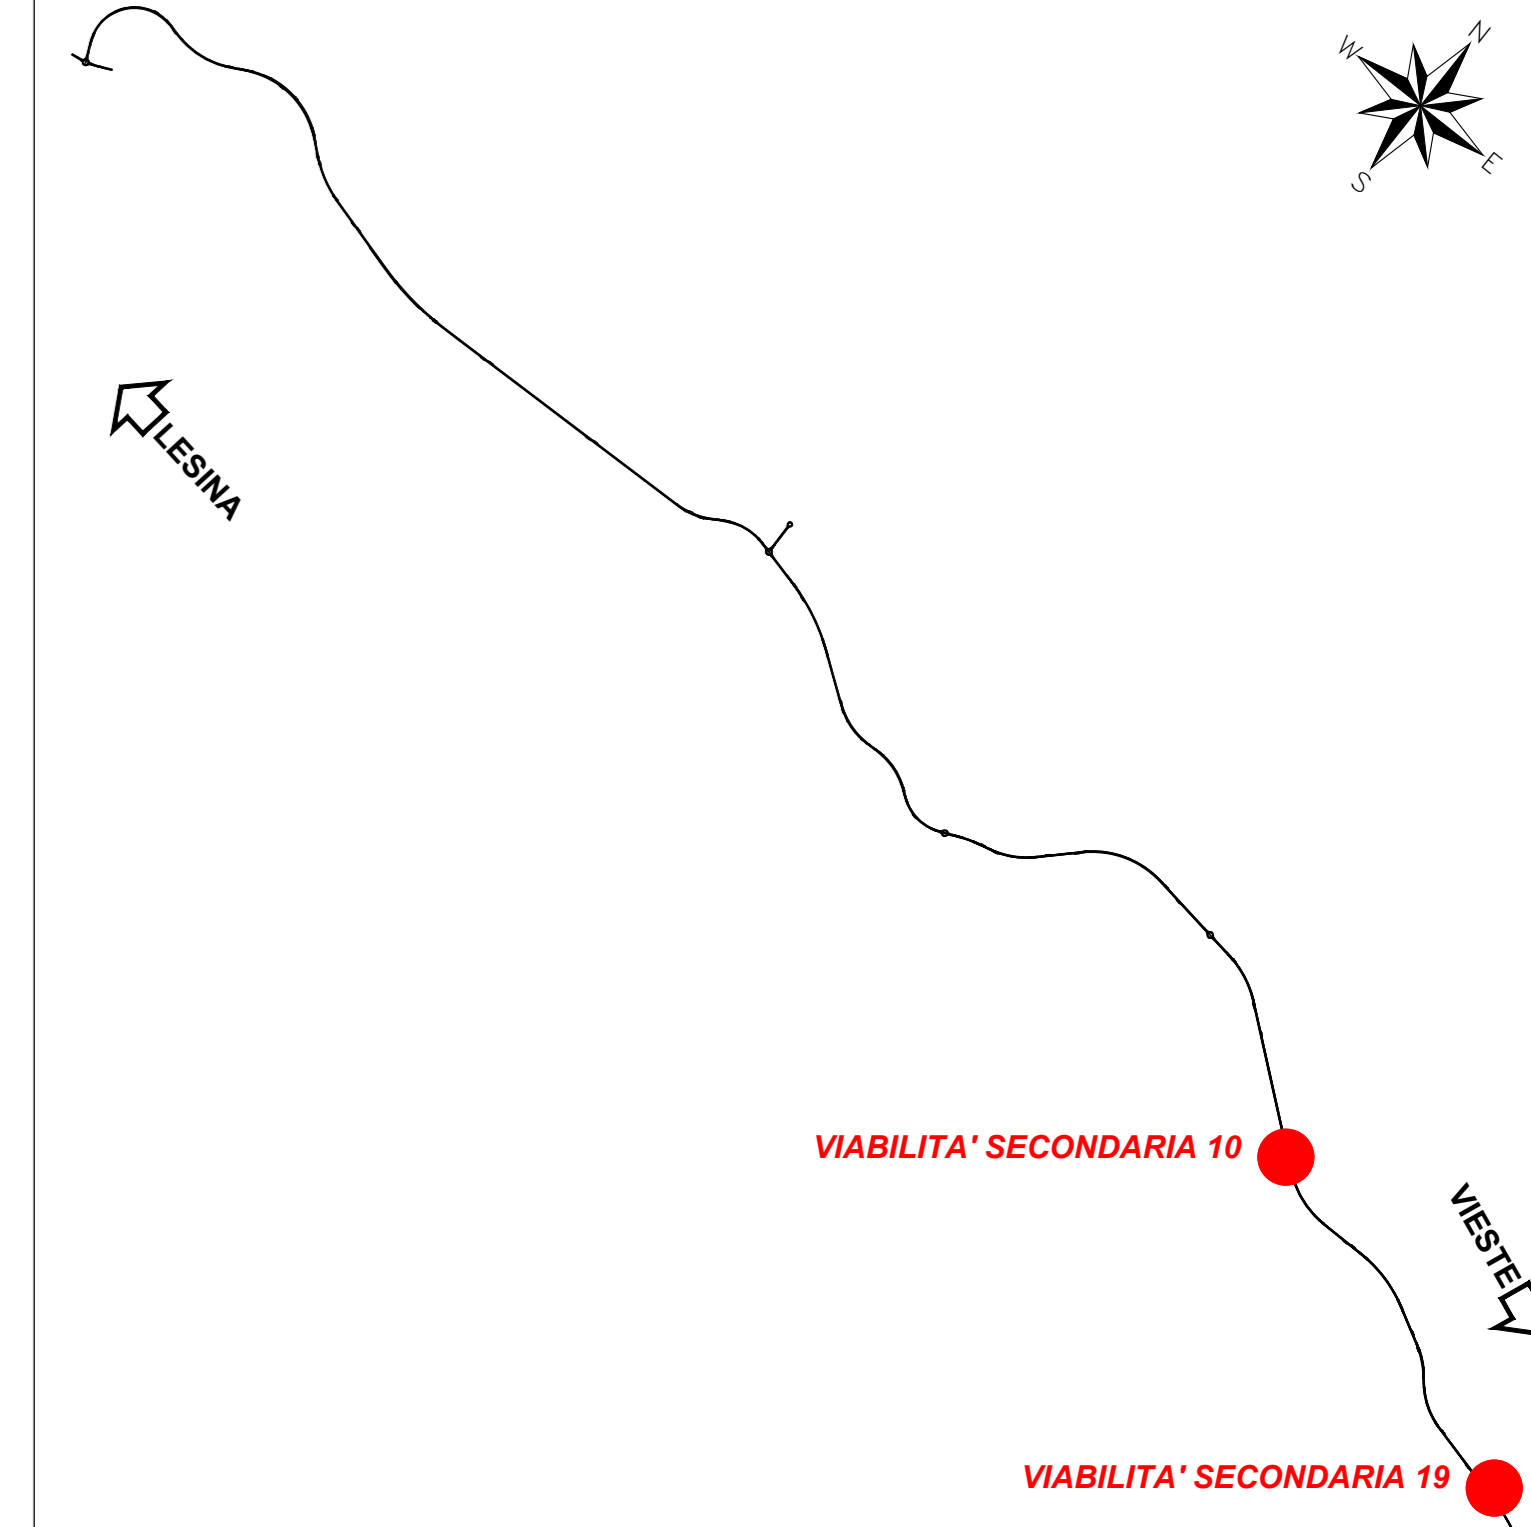 N
W
E
S
LESINA
VIABILITA' SECONDARIA 10
VIESTE
VIABILITA' SECONDARIA 19